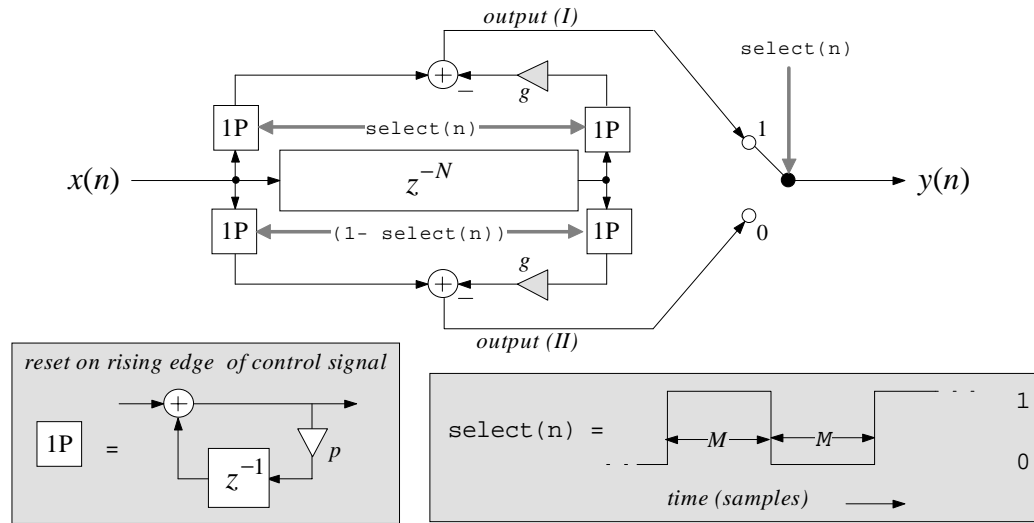 output (I)
select(n)
g
1P
1P
select(n)
1
x(n)
z^{-N}
y(n)
1P
1P
(1- select(n))
0
g
output (II)
reset on rising edge of control signal
1P =
p
z^{-1}
select(n) =
M
M
1
0
time (samples)